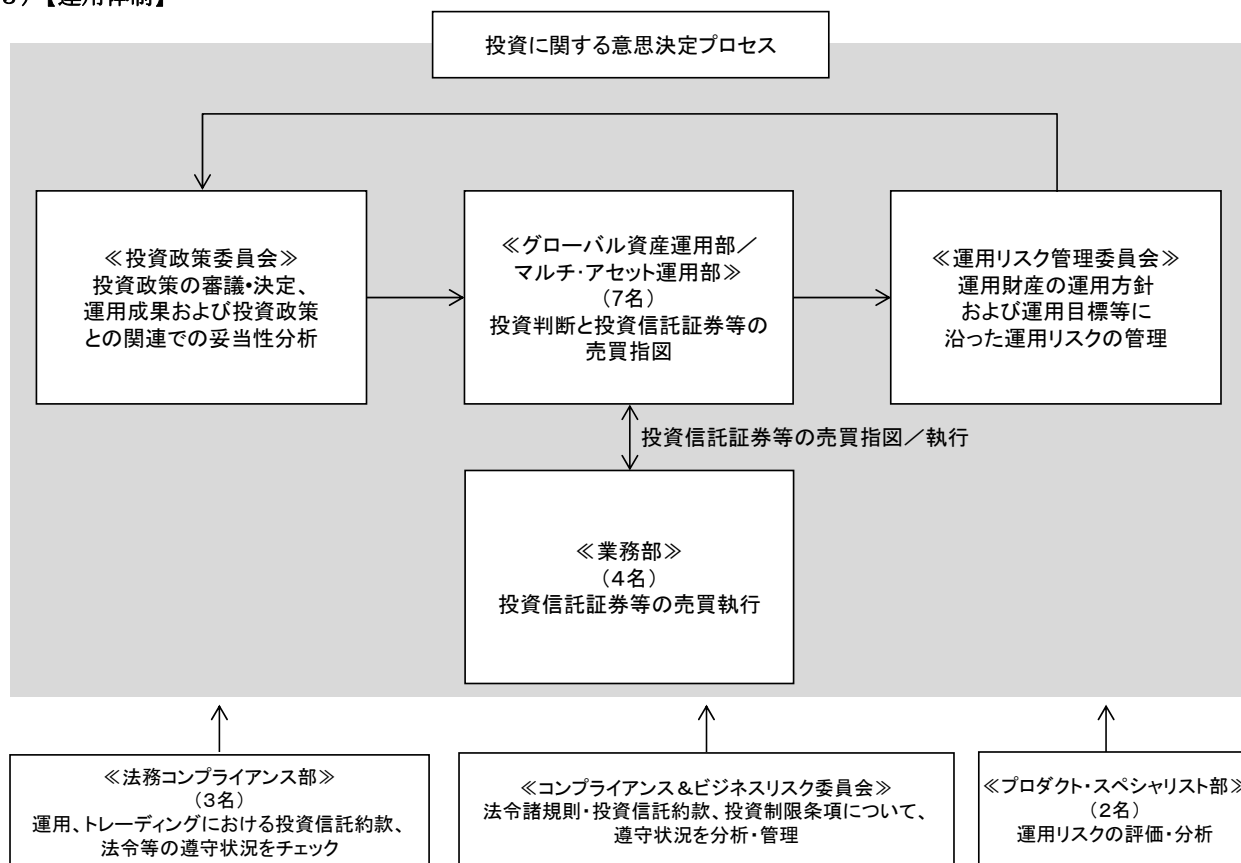 ３）【運用体制】
投資に関する意思決定プロセス
≪投資政策委員会≫
投資政策の審議・決定、
運用成果および投資政策
との関連での妥当性分析
≪グローバル資産運用部／
マルチ・アセット運用部≫
（7名）
投資判断と投資信託証券等の
売買指図
≪運用リスク管理委員会≫
運用財産の運用方針
および運用目標等に
沿った運用リスクの管理
投資信託証券等の売買指図／執行
≪業務部≫
（4名）
投資信託証券等の売買執行
≪法務コンプライアンス部≫
（3名）
運用、トレーディングにおける投資信託約款、
法令等の遵守状況をチェック
≪コンプライアンス＆ビジネスリスク委員会≫
法令諸規則・投資信託約款、投資制限条項について、
遵守状況を分析・管理
≪プロダクト・スペシャリスト部≫
（2名）
運用リスクの評価・分析